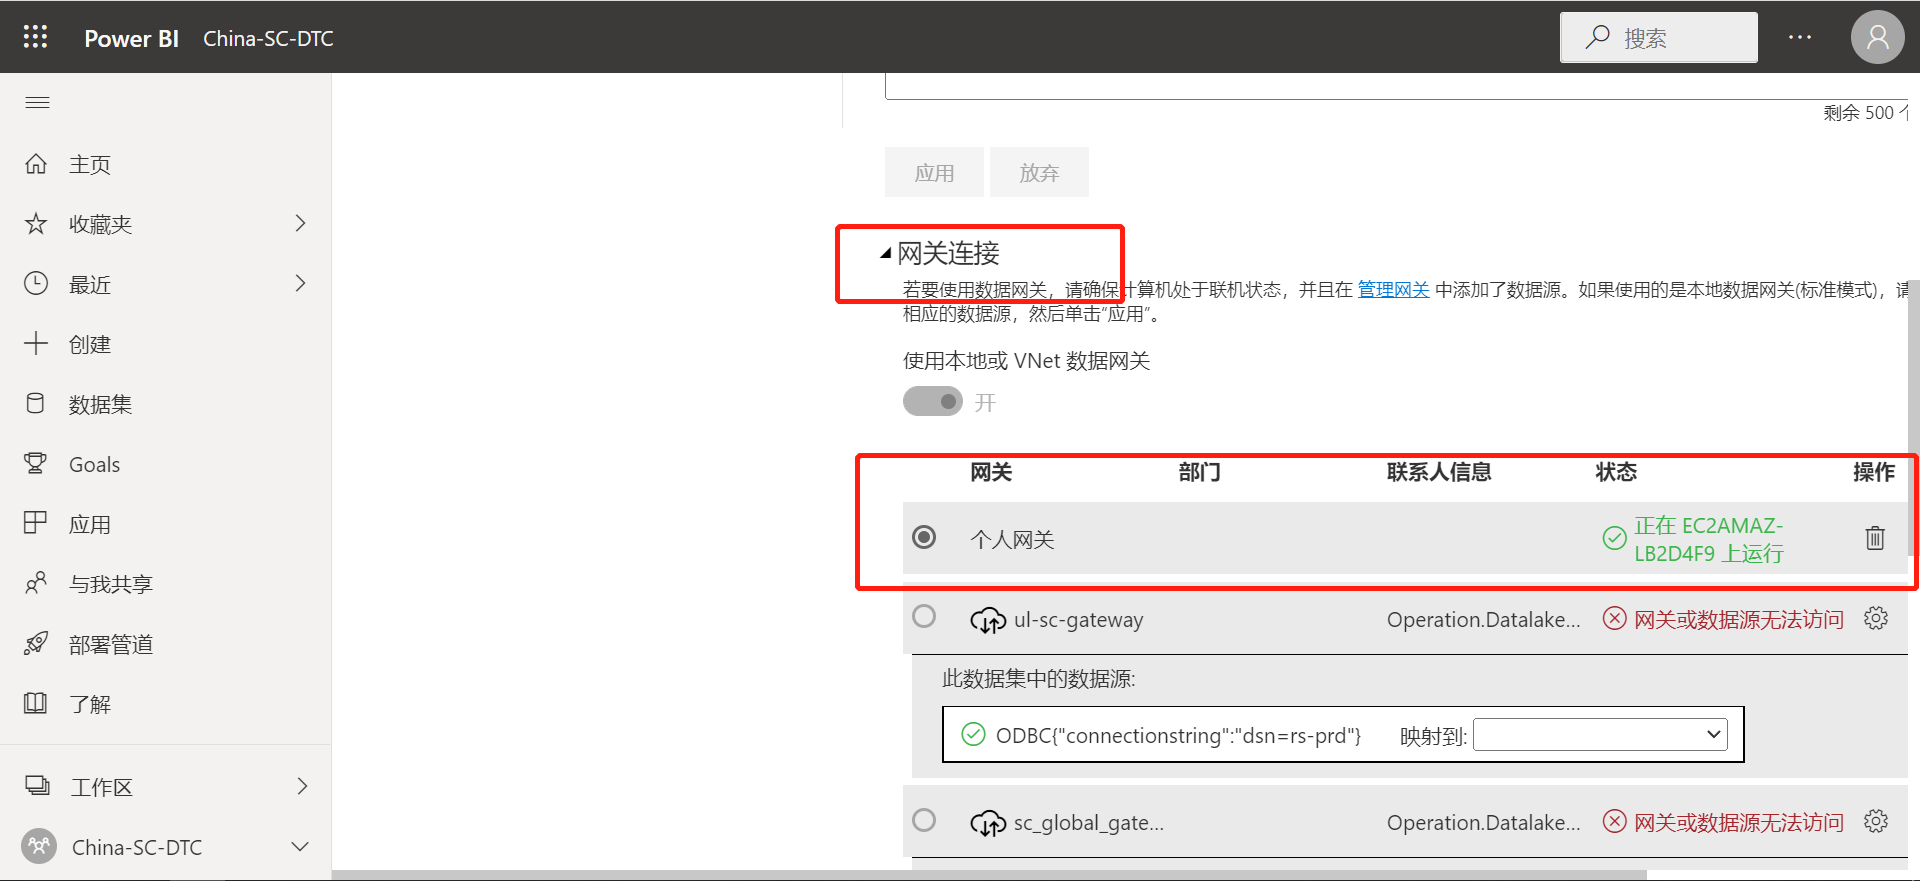 Power BI China-SC-DTC
搜索
剩余 500 个
主页
收藏夹
最近
创建
数据集
Goals
应用
与我共享
部署管道
了解
工作区
China-SC-DTC
应用 放弃
网关连接
若要使用数据网关，请确保计算机处于联机状态，并且在 管理网关 中添加了数据源。如果使用的是本地数据网关(标准模式)，请
相应的数据源，然后单击“应用”。
使用本地或 VNet 数据网关
开
网关 部门 联系人信息 状态 操作
个人网关 正在 EC2AMAZ-
LB2D4F9 上运行
ul-sc-gateway Operation.Datalake... 网关或数据源无法访问
此数据集中的数据源:
ODBC{"connectionstring":"dsn=rs-prd"} 映射到:
sc_global_gate... Operation.Datalake... 网关或数据源无法访问